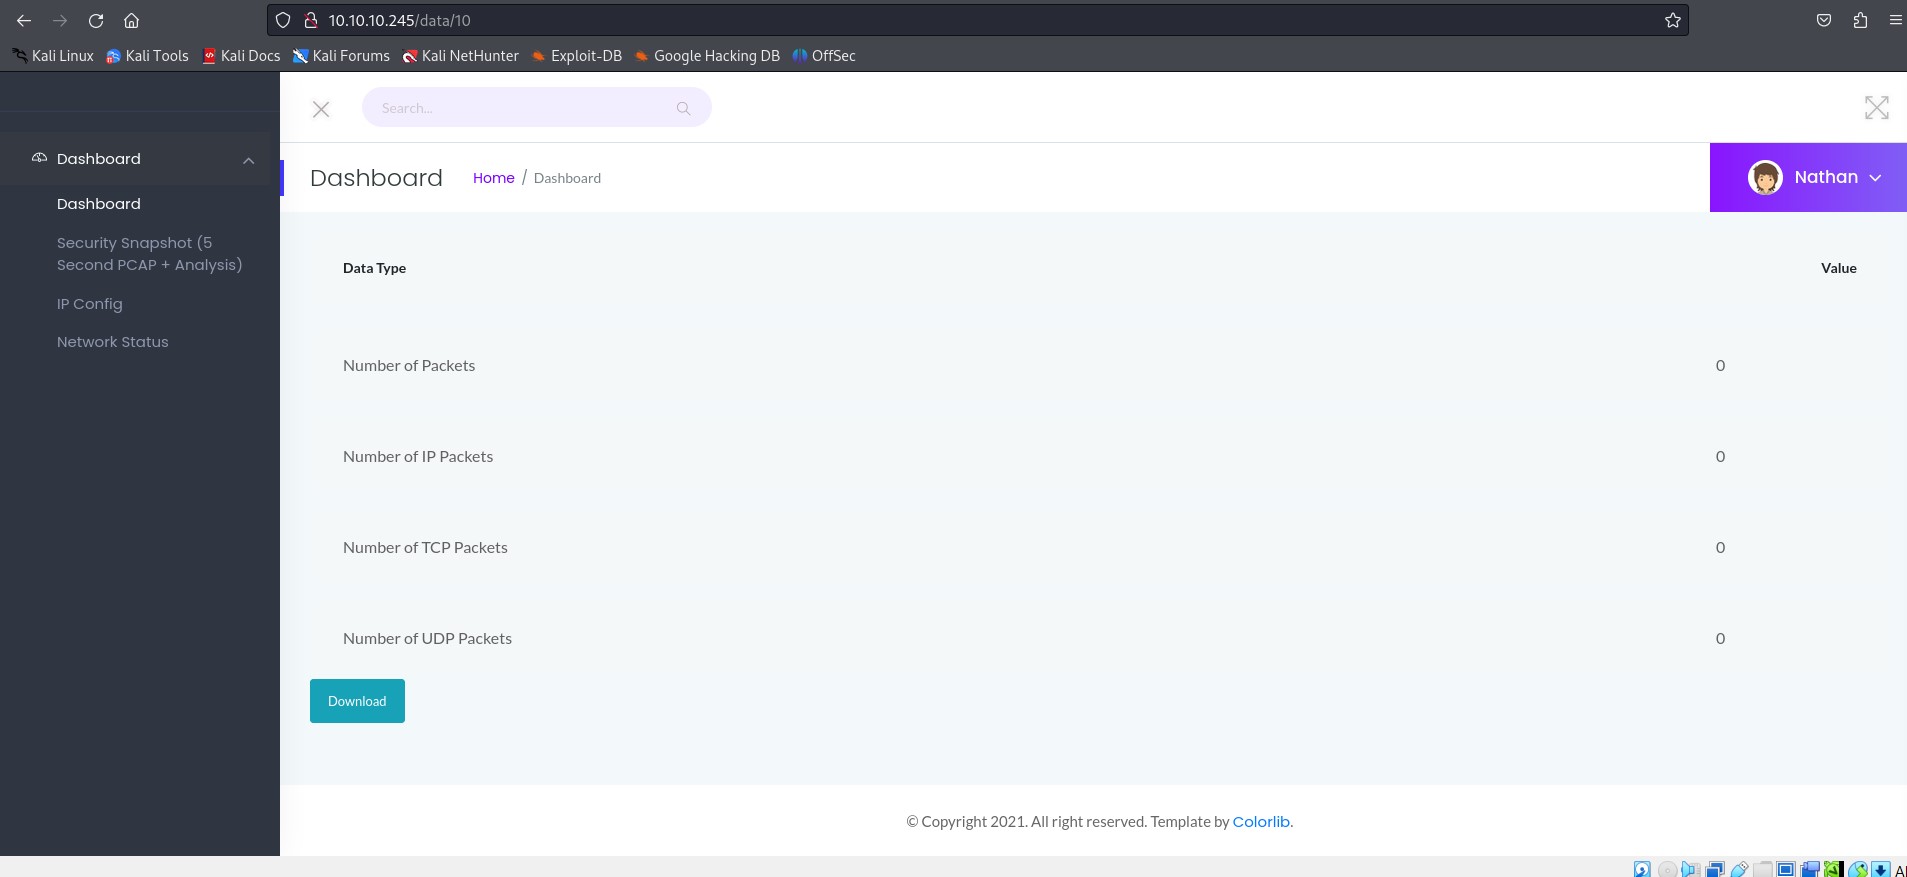 10.10.10.245/data/10
Kali Linux Kali Tools Kali Docs Kali Forums Kali NetHunter Exploit-DB Google Hacking DB OffSec
Search...
Dashboard
Dashboard
Security Snapshot (5
Second PCAP + Analysis)
IP Config
Network Status
Dashboard Home / Dashboard
Nathan
Data Type Value
Number of Packets 0
Number of IP Packets 0
Number of TCP Packets 0
Number of UDP Packets 0
Download
© Copyright 2021. All right reserved. Template by Colorlib.